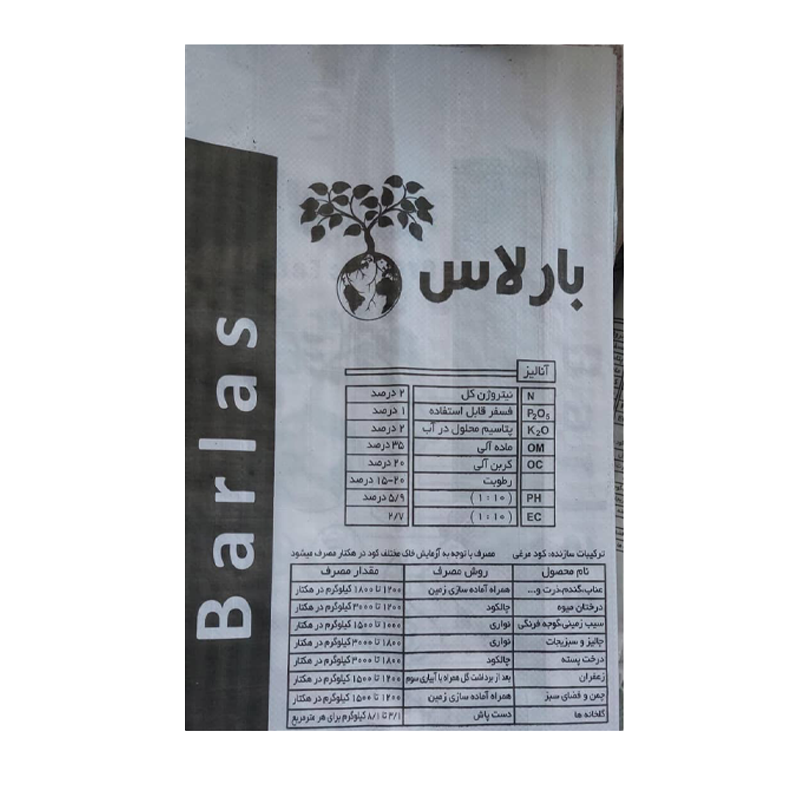 بارلاس
Barlas
آنالیز
N نیتروژن کل ۲ درصد
P2O5 فسفر قابل استفاده ۱ درصد
K2O پتاسیم محلول در آب ۲ درصد
OM ماده آلی ۳۵ درصد
OC کربن آلی ۲۰ درصد
رطوبت ۲۰-۱۵ درصد
PH (۱:۱۰) ۵/۹ درصد
EC (۱:۱۰) ۲/۷
ترکیبات سازنده: کود مرغی مصرف با توجه به آزمایش خاک مختلف کود در هکتار مصرف میشود
نام محصول روش مصرف مقدار مصرف
عناب،گندم،ذرت و... همراه آماده سازی زمین ۱۲۰۰ تا ۱۸۰۰ کیلوگرم در هکتار
درختان میوه چالکود ۱۲۰۰ تا ۳۰۰۰ کیلوگرم در هکتار
سیب زمینی،گوجه فرنگی نواری ۱۰۰۰ تا ۱۵۰۰ کیلوگرم در هکتار
جالیز و سبزیجات نواری ۱۸۰۰ تا ۳۰۰۰ کیلوگرم در هکتار
درخت پسته چالکود ۱۸۰۰ تا ۳۰۰۰ کیلوگرم در هکتار
زعفران بعد از برداشت گل همراه با آبیاری سوم ۱۲۰۰ تا ۱۵۰۰ کیلوگرم در هکتار
چمن و فضای سبز همراه آماده سازی زمین ۱۲۰۰ تا ۱۵۰۰ کیلوگرم در هکتار
گلخانه ها دست پاش ۳/۱ تا ۸/۱ کیلوگرم برای هر مترمربع